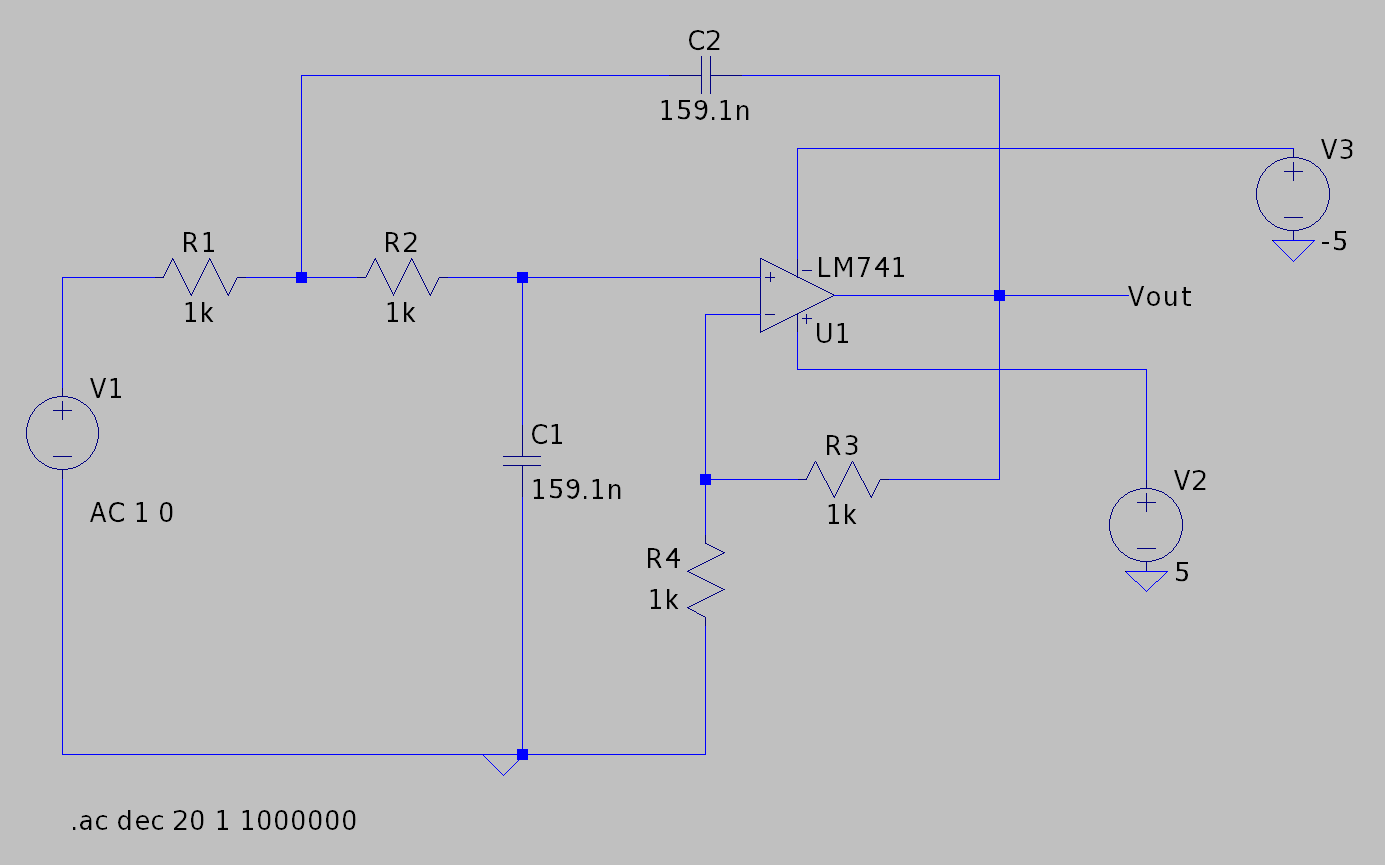 C2
159.1n
V3
-5
R1
1k
R2
1k
LM741
U1
Vout
V1
AC 1 0
C1
159.1n
R3
1k
V2
5
R4
1k
.ac dec 20 1 1000000